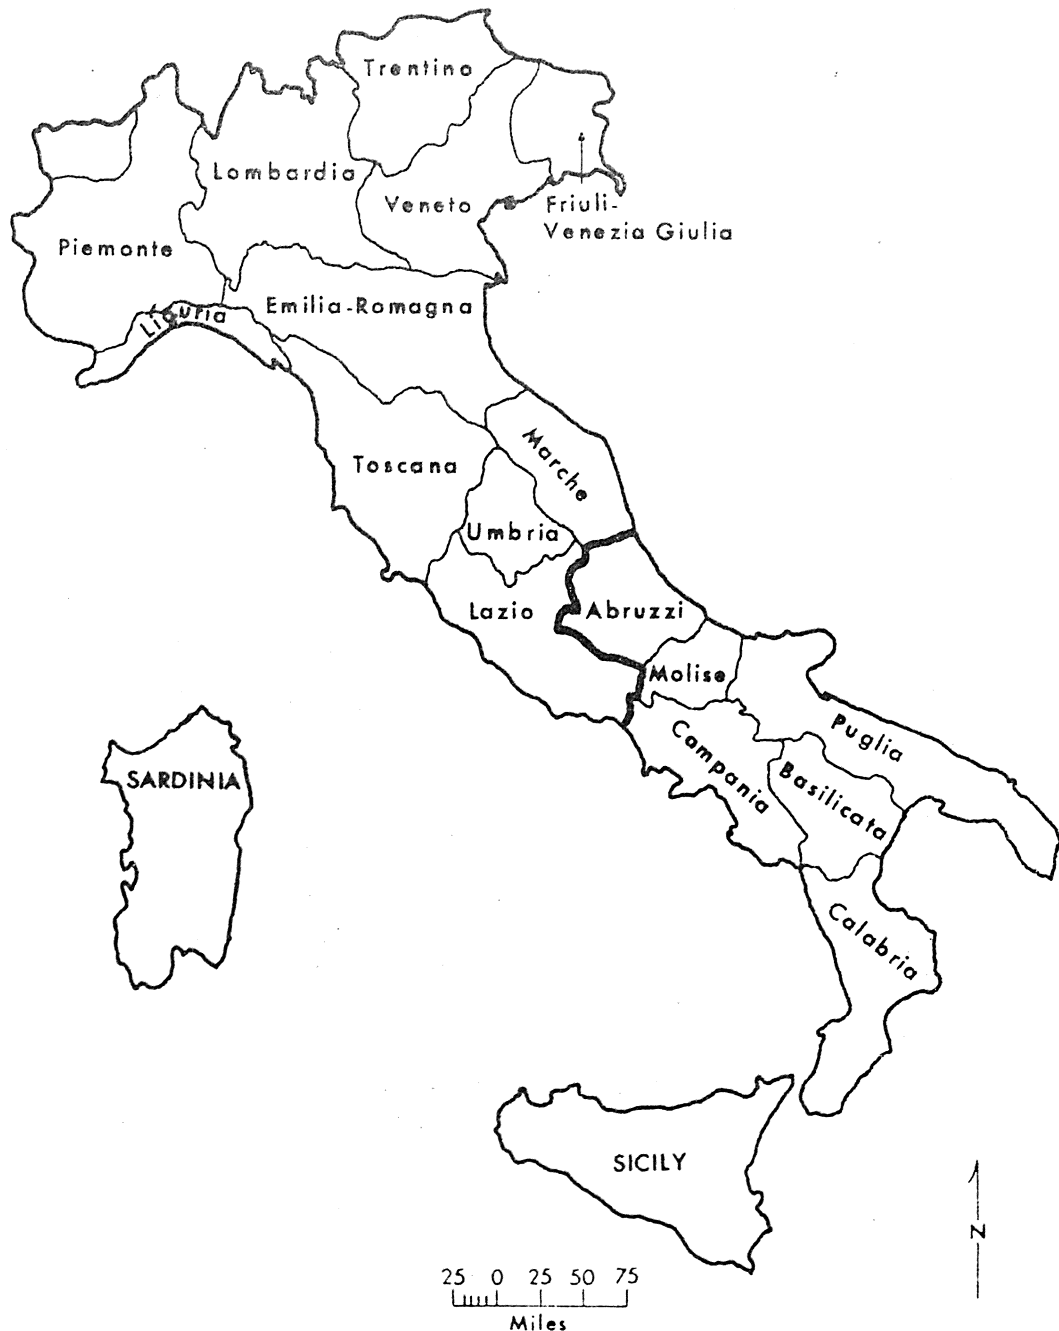 Trentino
Lombardia
Veneto
Friuli-
Venezia Giulia
Piemonte
Liguria
Emilia-Romagna
Marche
Toscana
Umbria
Lazio
Abruzzi
Molise
Puglia
Campania
Basilicata
SARDINIA
Calabria
SICILY
N
25 0 25 50 75
Miles